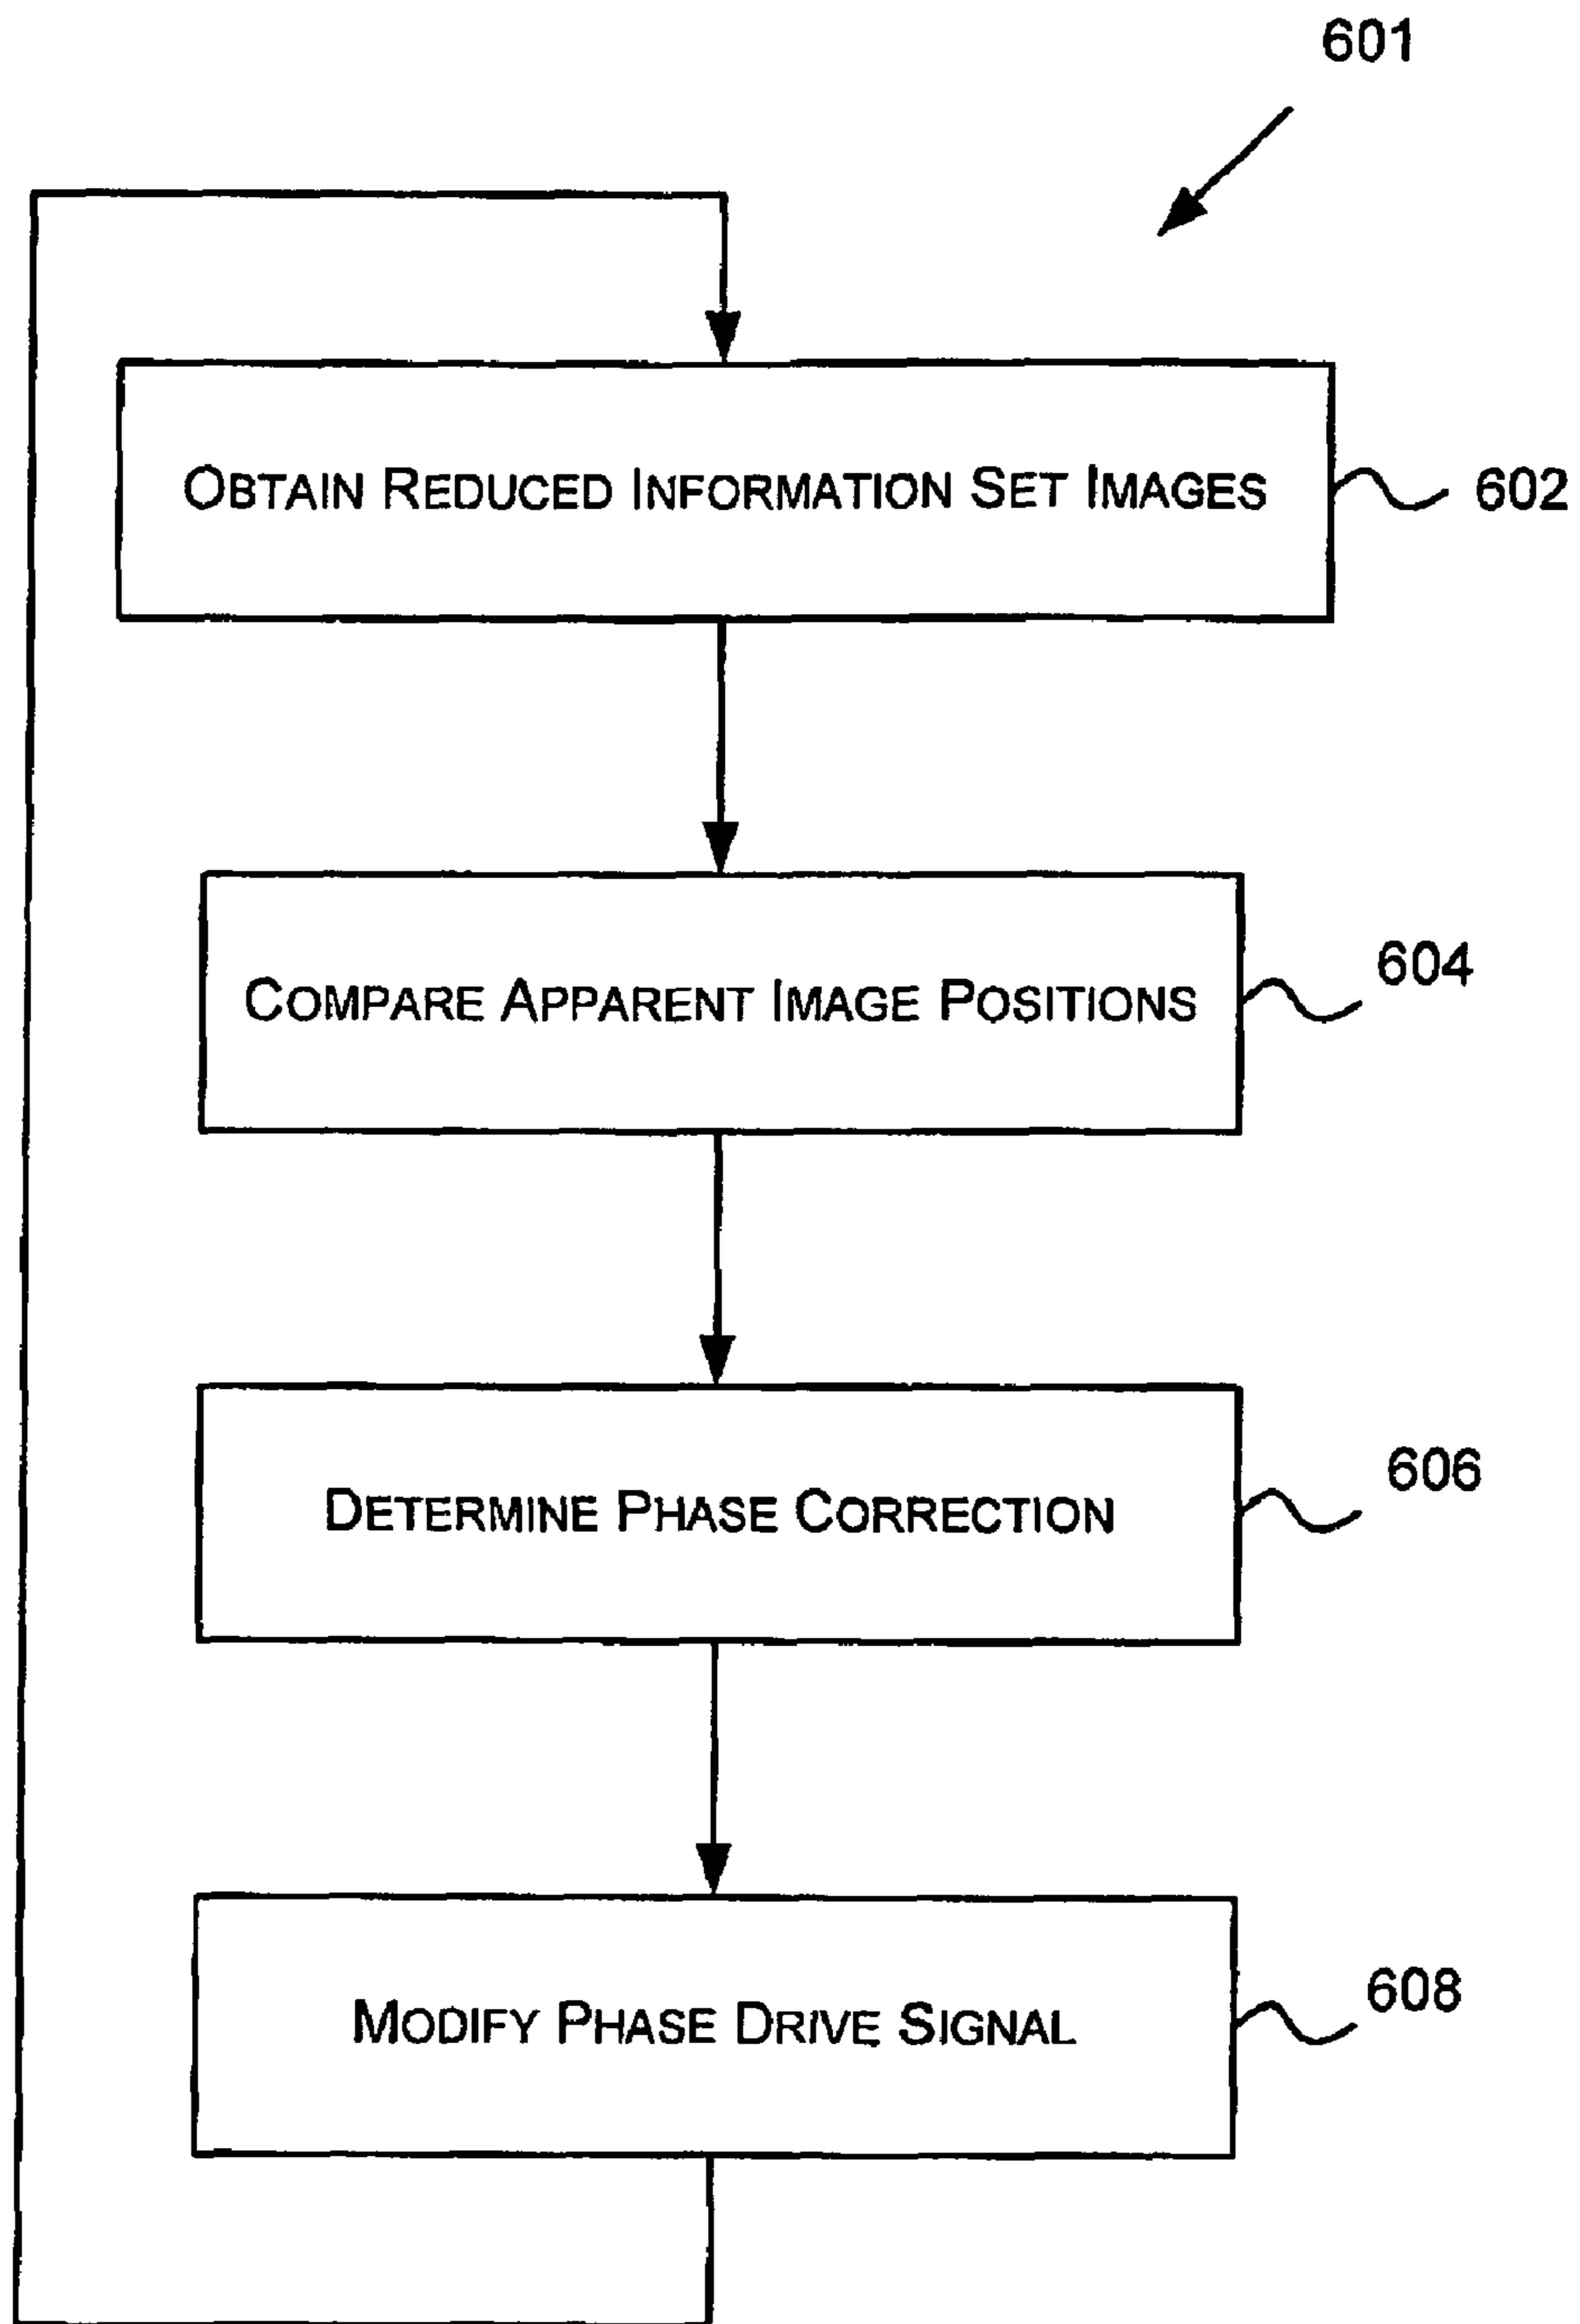 601
OBTAIN REDUCED INFORMATION SET IMAGES
602
COMPARE APPARENT IMAGE POSITIONS
604
DETERMINE PHASE CORRECTION
606
MODIFY PHASE DRIVE SIGNAL
608